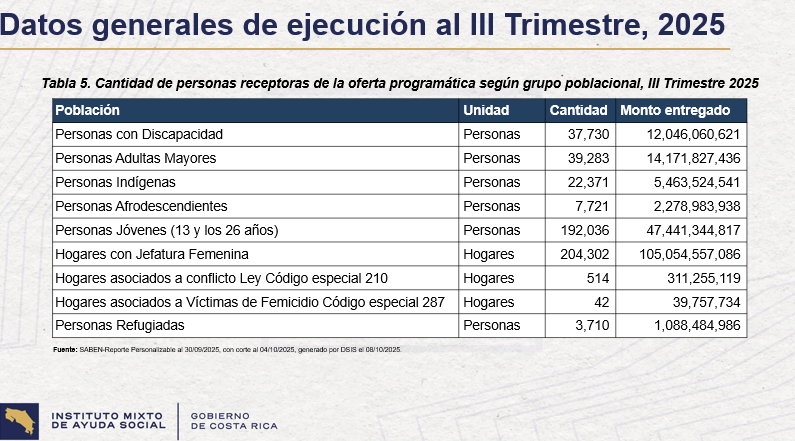 Datos generales de ejecución al III Trimestre, 2025
Tabla 5. Cantidad de personas receptoras de la oferta programática según grupo poblacional, III Trimestre 2025
Población Unidad Cantidad Monto entregado
Personas con Discapacidad Personas 37,730 12,046,060,621
Personas Adultas Mayores Personas 39,283 14,171,827,436
Personas Indígenas Personas 22,371 5,463,524,541
Personas Afrodescendientes Personas 7,721 2,278,983,938
Personas Jóvenes (13 y los 26 años) Personas 192,036 47,441,344,817
Hogares con Jefatura Femenina Hogares 204,302 105,054,557,086
Hogares asociados a conflicto Ley Código especial 210 Hogares 514 311,255,119
Hogares asociados a Víctimas de Femicidio Código especial 287 Hogares 42 39,757,734
Personas Refugiadas Personas 3,710 1,088,484,986
Fuente: SABEN-Reporte Personalizable al 30/09/2025, con corte al 04/10/2025, generado por DSIS el 08/10/2025.
INSTITUTO MIXTO
DE AYUDA SOCIAL
GOBIERNO
DE COSTA RICA